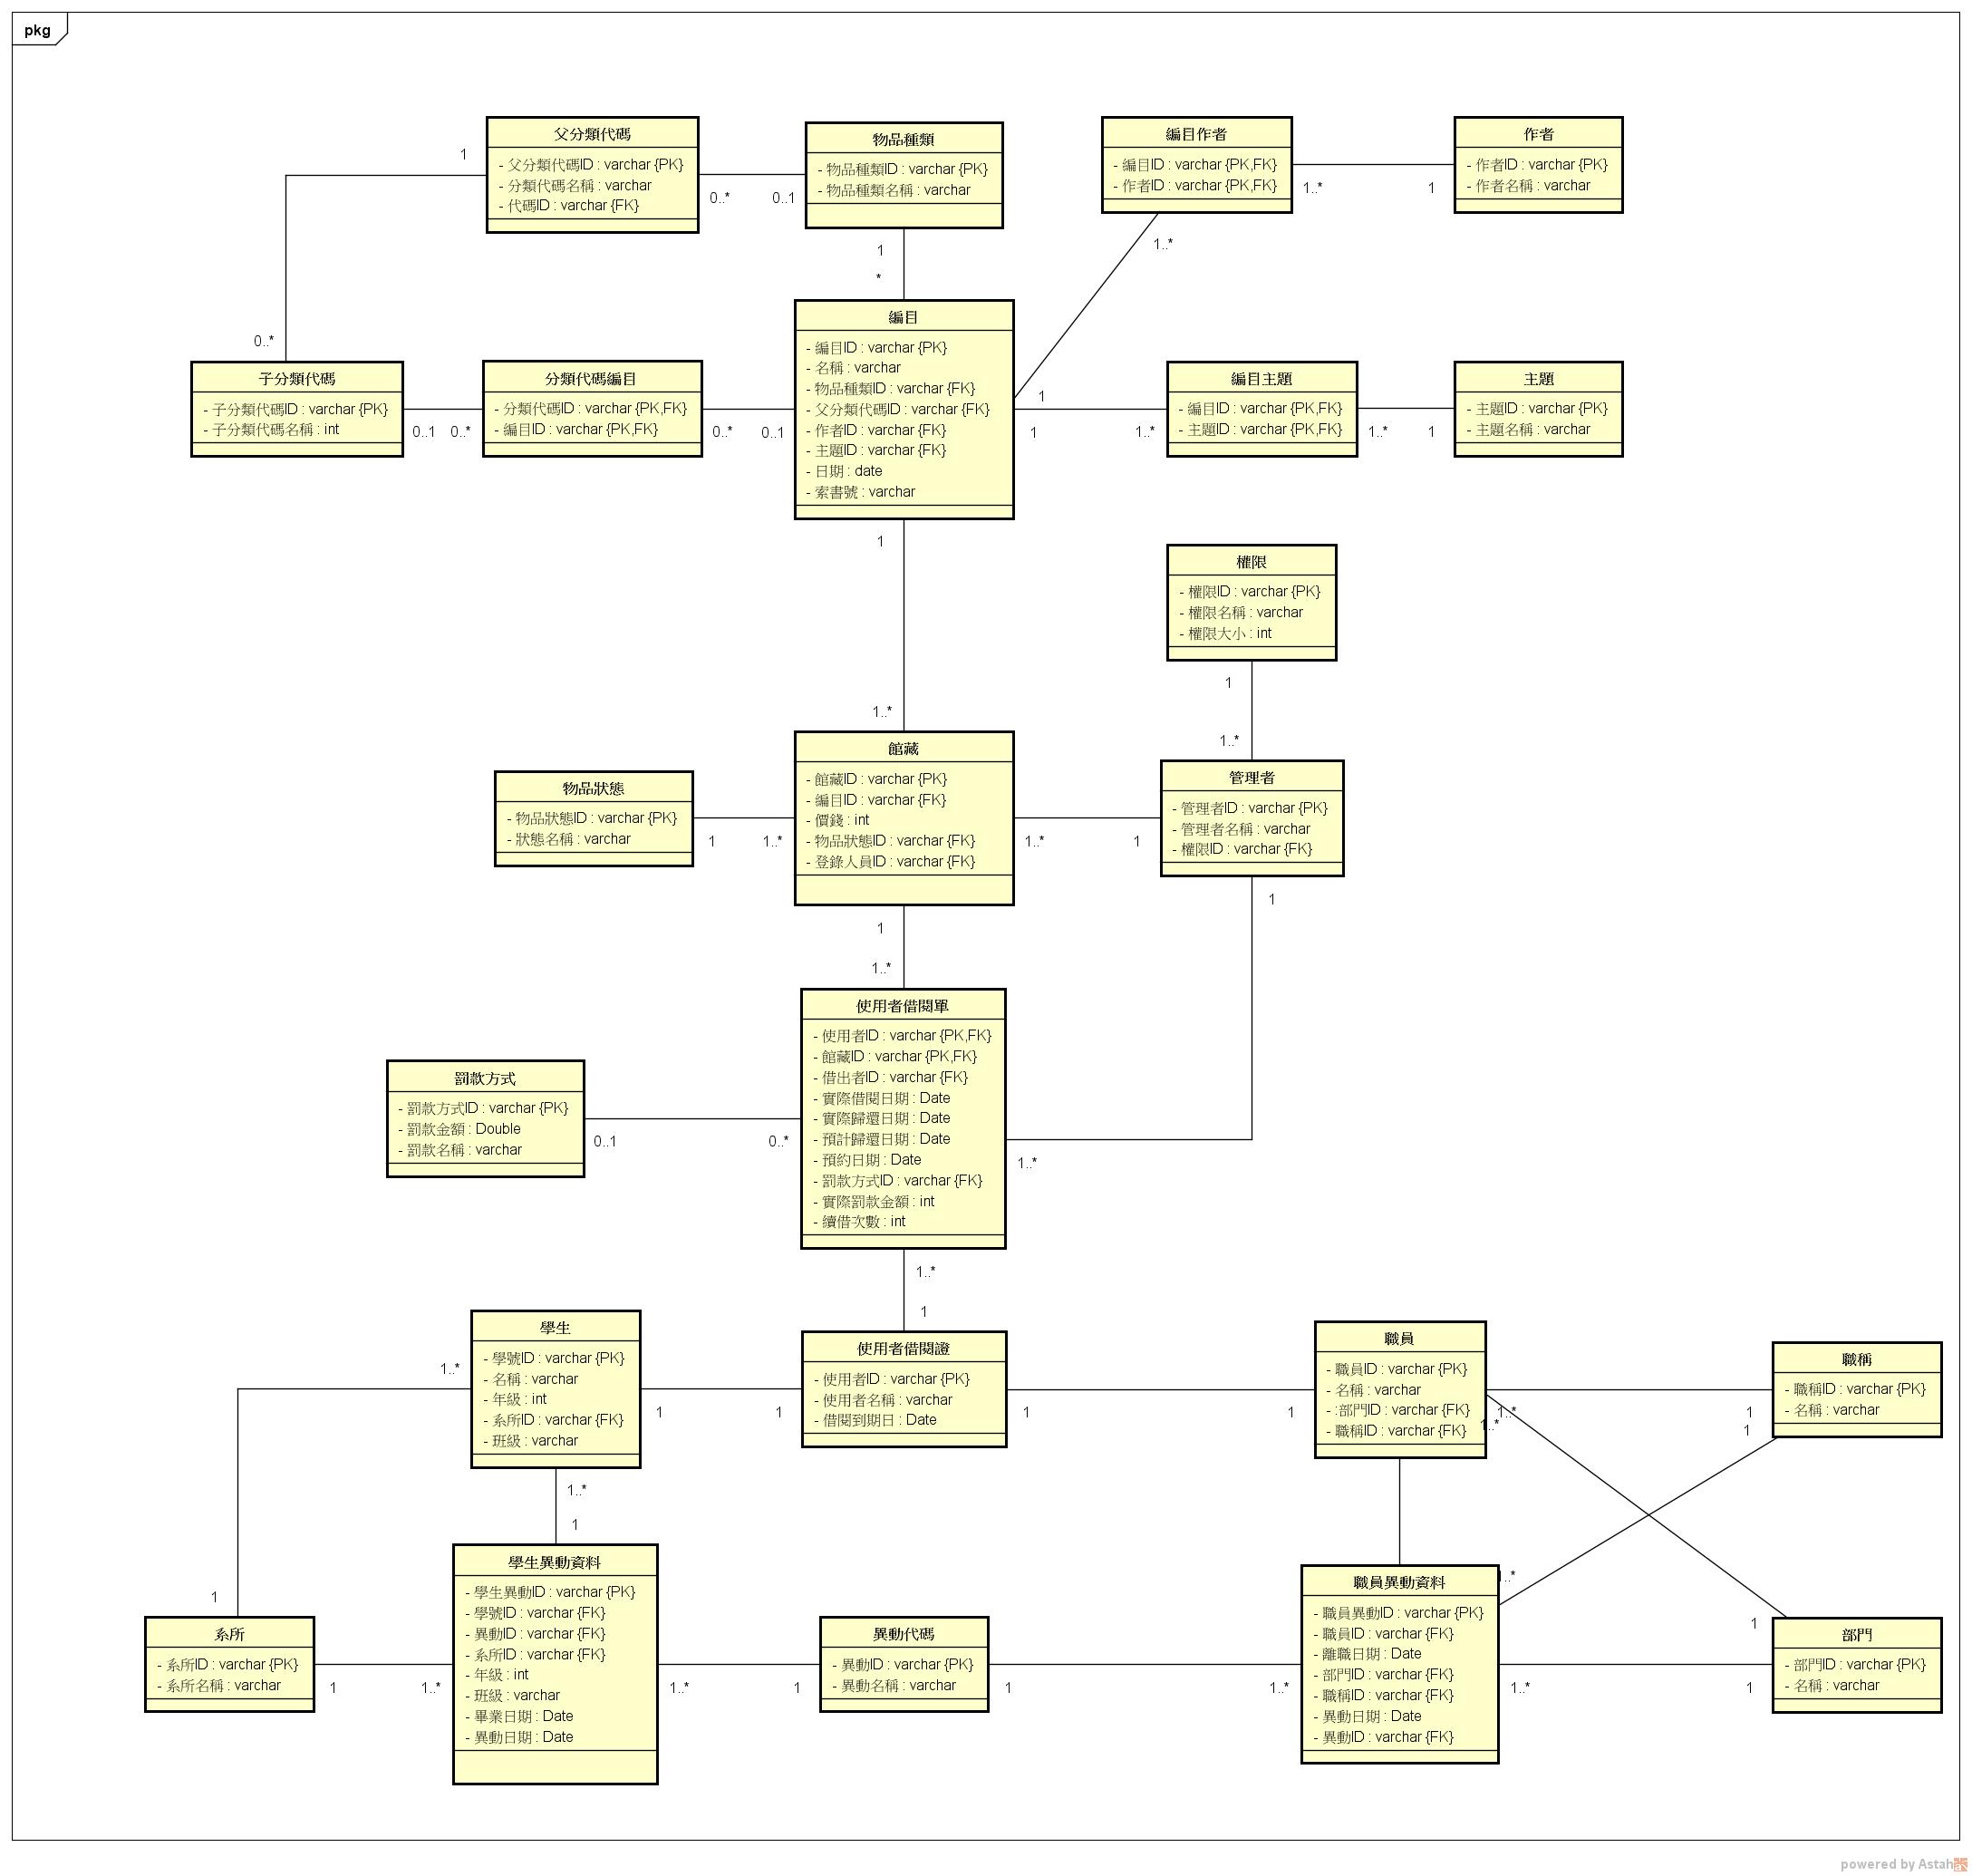 pkg
父分類代碼
- 父分類代碼ID : varchar {PK}
- 分類代碼名稱 : varchar
- 代碼ID : varchar {FK}
1
0..*
0..*
0..1
物品種類
- 物品種類ID : varchar {PK}
- 物品種類名稱 : varchar
1
*
編目作者
- 編目ID : varchar {PK,FK}
- 作者ID : varchar {PK,FK}
1..*
1
1..*
作者
- 作者ID : varchar {PK}
- 作者名稱 : varchar
子分類代碼
- 子分類代碼ID : varchar {PK}
- 子分類代碼名稱 : int
0..1
0..*
分類代碼編目
- 分類代碼ID : varchar {PK,FK}
- 編目ID : varchar {PK,FK}
0..*
0..1
編目
- 編目ID : varchar {PK}
- 名稱 : varchar
- 物品種類ID : varchar {FK}
- 父分類代碼ID : varchar {FK}
- 作者ID : varchar {FK}
- 主題ID : varchar {FK}
- 日期 : date
- 索書號 : varchar
1
1
1..*
編目主題
- 編目ID : varchar {PK,FK}
- 主題ID : varchar {PK,FK}
1..*
1
主題
- 主題ID : varchar {PK}
- 主題名稱 : varchar
1
1..*
權限
- 權限ID : varchar {PK}
- 權限名稱 : varchar
- 權限大小 : int
1
1..*
物品狀態
- 物品狀態ID : varchar {PK}
- 狀態名稱 : varchar
1
1..*
館藏
- 館藏ID : varchar {PK}
- 編目ID : varchar {FK}
- 價錢 : int
- 物品狀態ID : varchar {FK}
- 登錄人員ID : varchar {FK}
1..*
1
管理者
- 管理者ID : varchar {PK}
- 管理者名稱 : varchar
- 權限ID : varchar {FK}
1
1
1..*
罰款方式
- 罰款方式ID : varchar {PK}
- 罰款金額 : Double
- 罰款名稱 : varchar
0..1
0..*
使用者借閱單
- 使用者ID : varchar {PK,FK}
- 館藏ID : varchar {PK,FK}
- 借出者ID : varchar {FK}
- 實際借閱日期 : Date
- 實際歸還日期 : Date
- 預計歸還日期 : Date
- 預約日期 : Date
- 罰款方式ID : varchar {FK}
- 實際罰款金額 : int
- 續借次數 : int
1..*
1..*
1
學生
- 學號ID : varchar {PK}
- 名稱 : varchar
- 年級 : int
- 系所ID : varchar {FK}
- 班級 : varchar
1..*
1
1
使用者借閱證
- 使用者ID : varchar {PK}
- 使用者名稱 : varchar
- 借閱到期日 : Date
1
1
職員
- 職員ID : varchar {PK}
- 名稱 : varchar
- :部門ID : varchar {FK}
- 職稱ID : varchar {FK}
1..*
1..*
1
1
職稱
- 職稱ID : varchar {PK}
- 名稱 : varchar
1..*
1
1
系所
- 系所ID : varchar {PK}
- 系所名稱 : varchar
1
1..*
學生異動資料
- 學生異動ID : varchar {PK}
- 學號ID : varchar {FK}
- 異動ID : varchar {FK}
- 系所ID : varchar {FK}
- 年級 : int
- 班級 : varchar
- 畢業日期 : Date
- 異動日期 : Date
1..*
1
異動代碼
- 異動ID : varchar {PK}
- 異動名稱 : varchar
1
1..*
職員異動資料
- 職員異動ID : varchar {PK}
- 職員ID : varchar {FK}
- 離職日期 : Date
- 部門ID : varchar {FK}
- 職稱ID : varchar {FK}
- 異動日期 : Date
- 異動ID : varchar {FK}
1..*
1..*
1
1
部門
- 部門ID : varchar {PK}
- 名稱 : varchar
powered by Astah